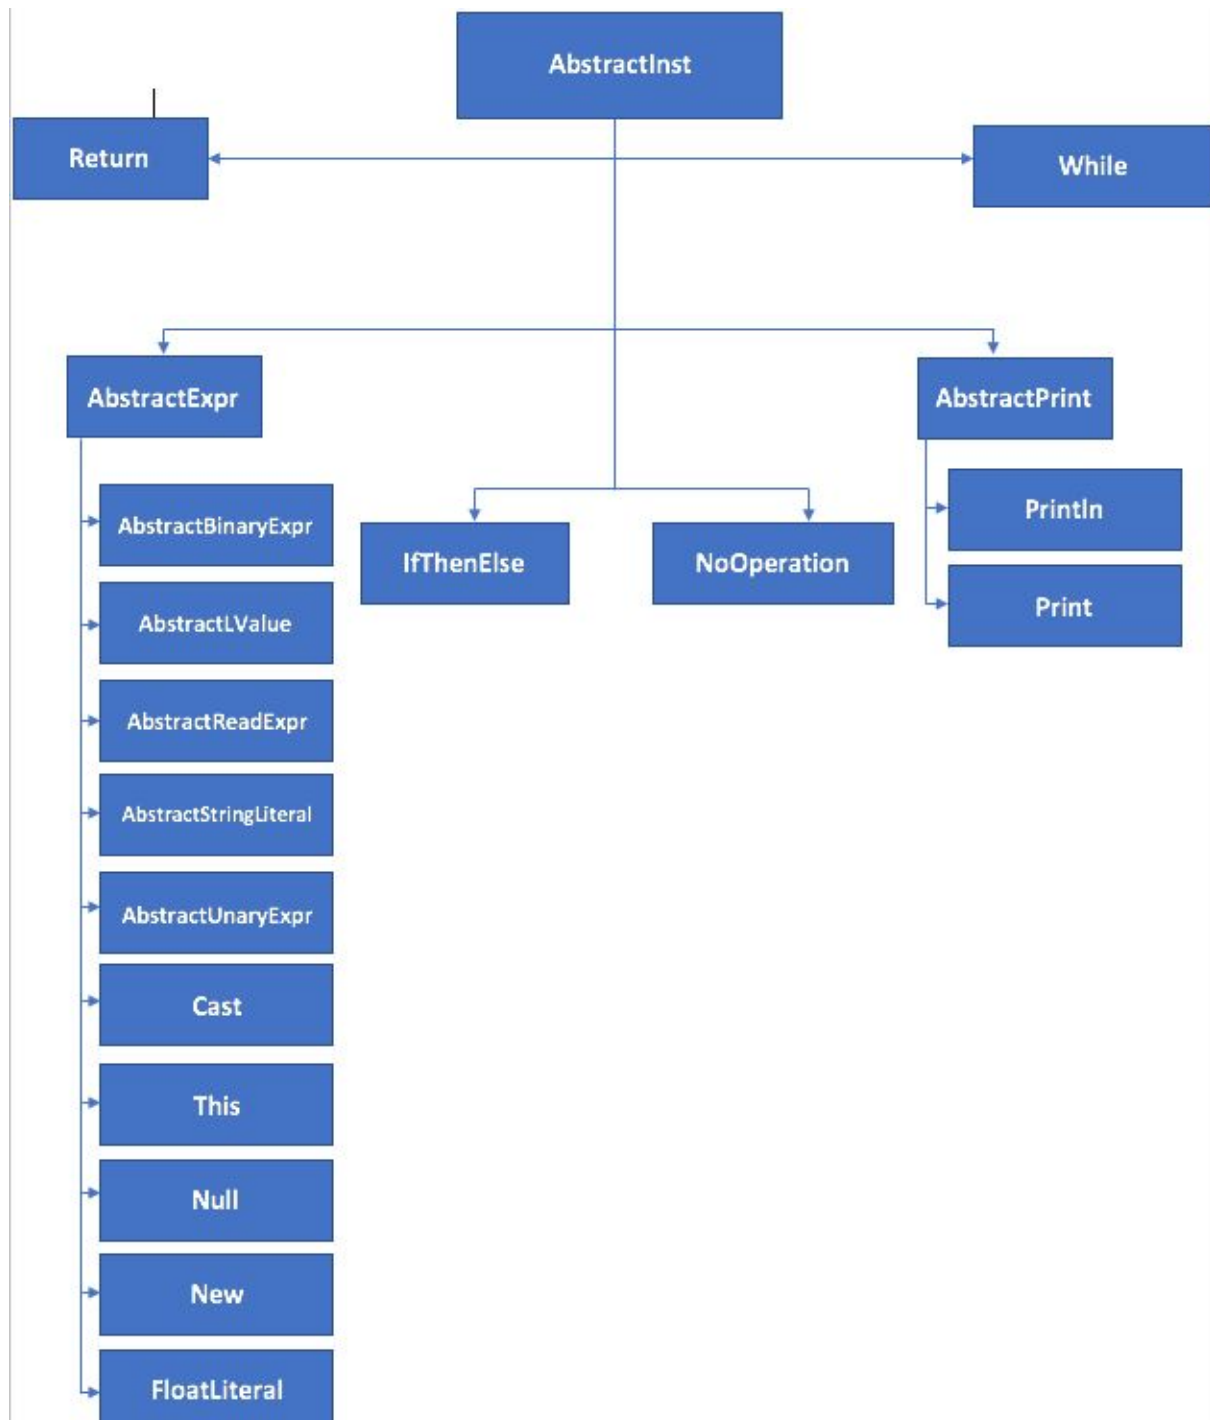 AbstractInst
Return
While
AbstractExpr
AbstractPrint
AbstractBinaryExpr
IfThenElse
NoOperation
Println
AbstractLValue
Print
AbstractReadExpr
AbstractStringLiteral
AbstractUnaryExpr
Cast
This
Null
New
FloatLiteral